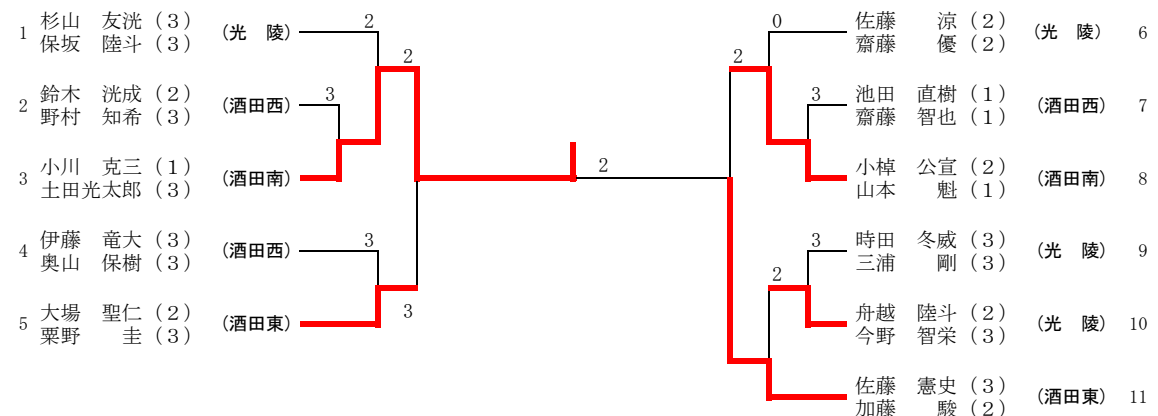 1 杉山　友洸（３） (光　陵)
保坂　陸斗（３）
2 鈴木　洸成（２） (酒田西)
野村　知希（３）
3 小川　克三（１） (酒田南)
土田光太郎（３）
4 伊藤　竜大（３） (酒田西)
奥山　保樹（３）
5 大場　聖仁（２） (酒田東)
粟野　　圭（３）
2
3
2
3
3
2
0
3
2
3
2
佐藤　　涼（２） (光　陵) 6
齋藤　　優（２）
池田　直樹（１） (酒田西) 7
齋藤　智也（１）
小棹　公宣（２） (酒田南) 8
山本　　魁（１）
時田　冬威（３） (光　陵) 9
三浦　　剛（３）
舟越　陸斗（２） (光　陵) 10
今野　智栄（３）
佐藤　憲史（３） (酒田東) 11
加藤　　駿（２）